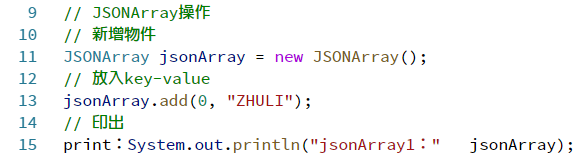 9 // JSONArray操作
10 // 新增物件
11 JSONArray jsonArray = new JSONArray();
12 // 放入key-value
13 jsonArray.add(0, "ZHULI");
14 // 印出
15 print：System.out.println("jsonArray1：" jsonArray);